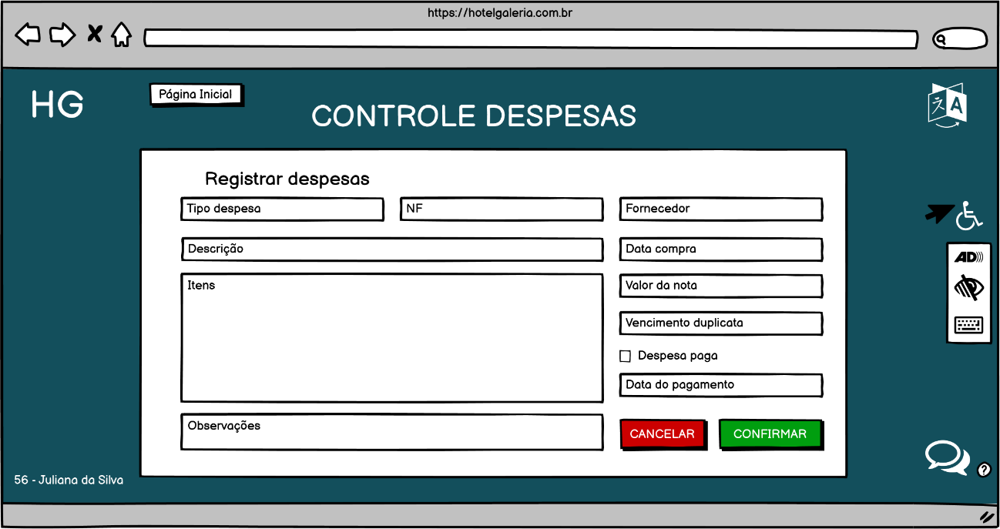 https://hotelgaleria.com.br
HG
Página Inicial
CONTROLE DESPESAS
Registrar despesas
Tipo despesa
NF
Fornecedor
Descrição
Data compra
Itens
Valor da nota
Vencimento duplicata
Despesa paga
Data do pagamento
Observações
CANCELAR
CONFIRMAR
A
AD
56 - Juliana da Silva
?